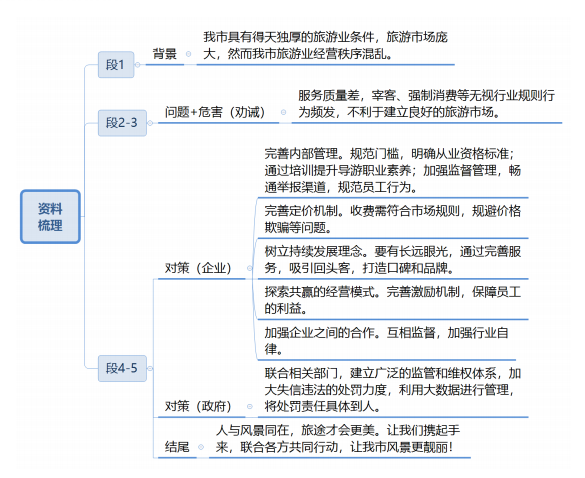 资料
梳理
段1
背景
我市具有得天独厚的旅游业条件，旅游市场庞
大，然而我市旅游业经营秩序混乱。
段2-3
问题+危害（劝诫）
服务质量差，宰客、强制消费等无视行业规则行
为频发，不利于建立良好的旅游市场。
段4-5
对策（企业）
完善内部管理。规范门槛，明确从业资格标准；
通过培训提升导游职业素养；加强监督管理，畅
通举报渠道，规范员工行为。
完善定价机制。收费需符合市场规则，规避价格
欺骗等问题。
树立持续发展理念。要有长远眼光，通过完善服
务，吸引回头客，打造口碑和品牌。
探索共赢的经营模式。完善激励机制，保障员工
的利益。
加强企业之间的合作。互相监督，加强行业自
律。
对策（政府）
联合相关部门，建立广泛的监管和维权体系，加
大失信违法的处罚力度，利用大数据进行管理，
将处罚责任具体到人。
结尾
人与风景同在，旅途才会更美。让我们携起手
来，联合各方共同行动，让我市风景更靓丽！